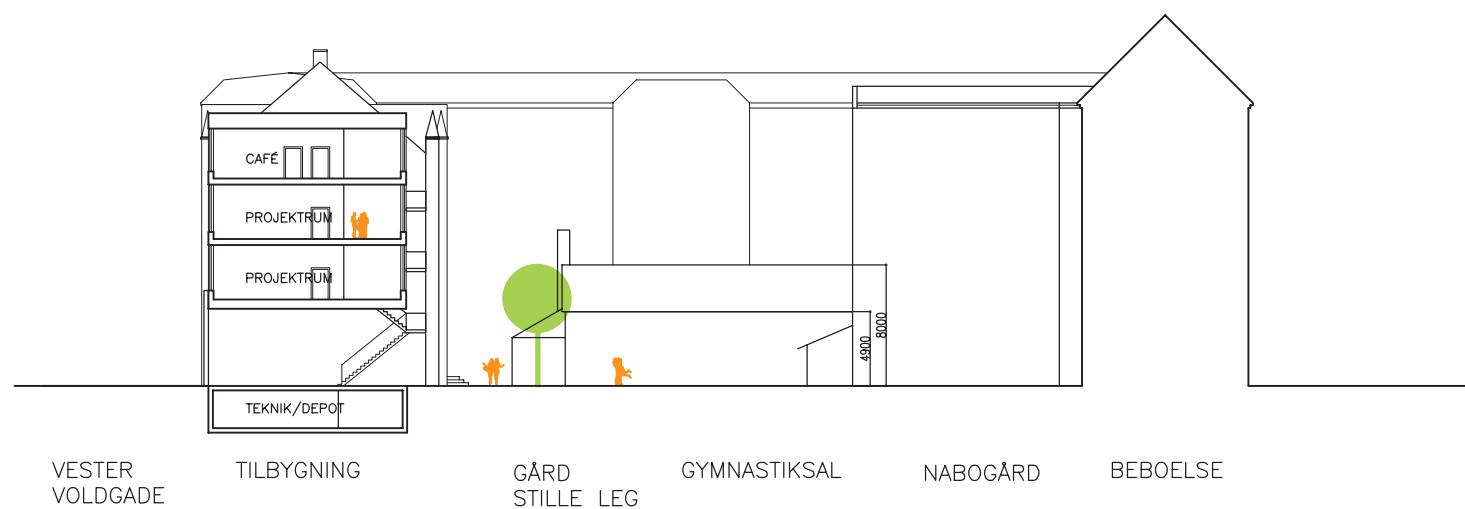 CAFÉ
PROJEKTRUM
PROJEKTRUM
8000
4900
TEKNIK/DEPOT
VESTER
VOLDGADE
TILBYGNING
GÅRD
STILLE LEG
GYMNASTIKSAL
NABOGÅRD
BEBOELSE